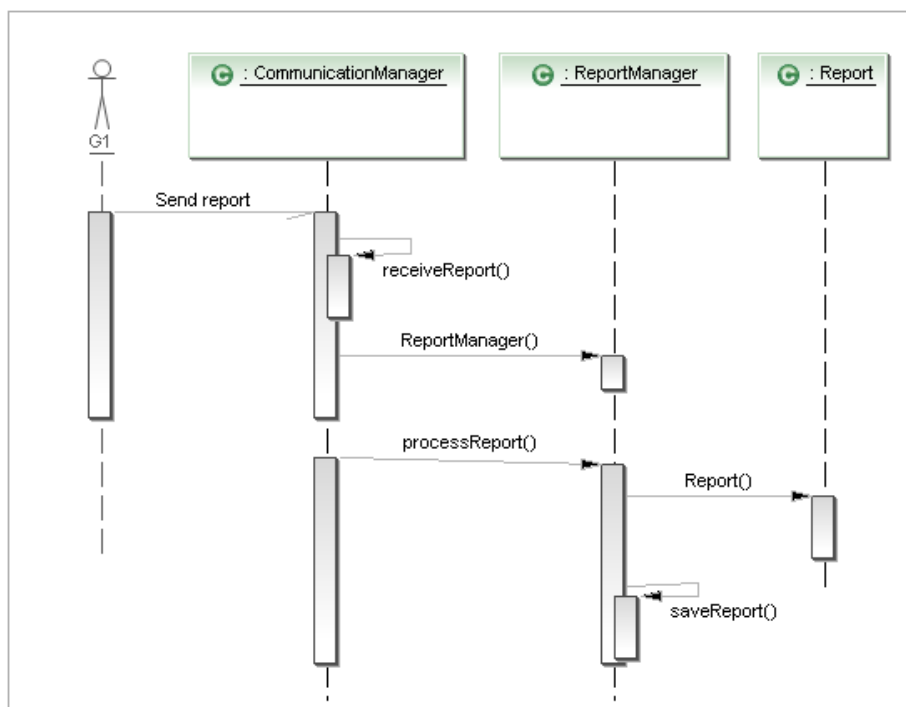 C : CommunicationManager
C : ReportManager
C : Report
G1
Send report
receiveReport()
ReportManager()
processReport()
Report()
saveReport()